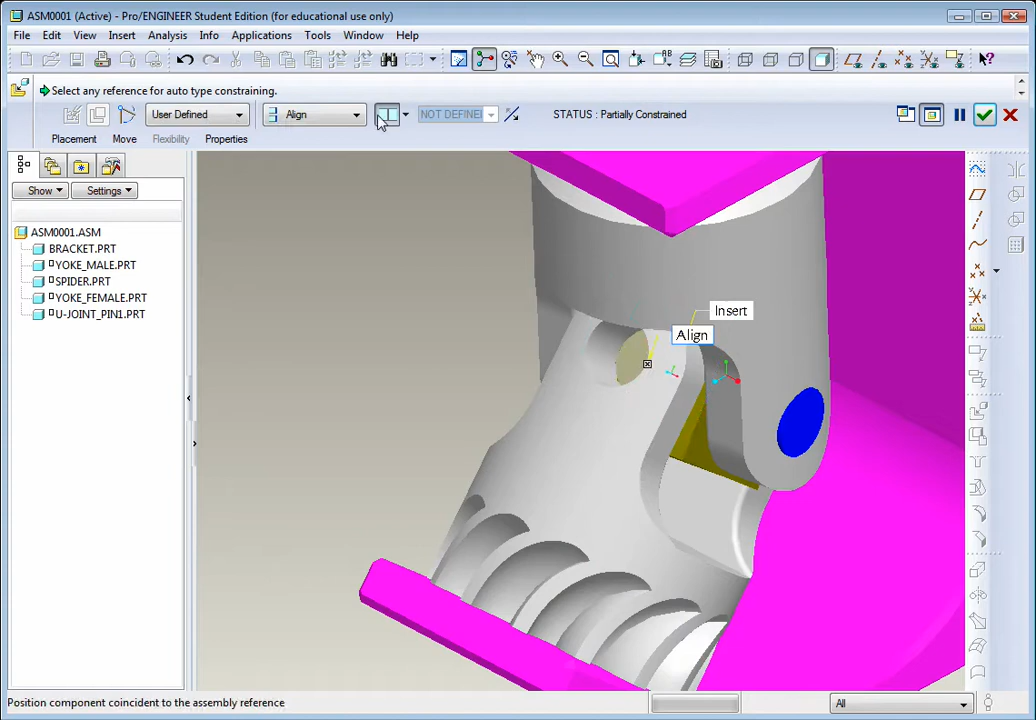 ASM0001 (Active) - Pro/ENGINEER Student Edition (for educational use only)
File Edit View Insert Analysis Info Applications Tools Window Help
Select any reference for auto type constraining.
User Defined Align NOT DEFINEI STATUS : Partially Constrained
Placement Movement Flexibility Properties
Show Settings
ASM0001.ASM
BRACKET.PRT
YOKE_MALE.PRT
SPIDER.PRT
YOKE_FEMALE.PRT
U-JOINT_PIN1.PRT
Insert
Align
Position component coincident to the assembly reference
All